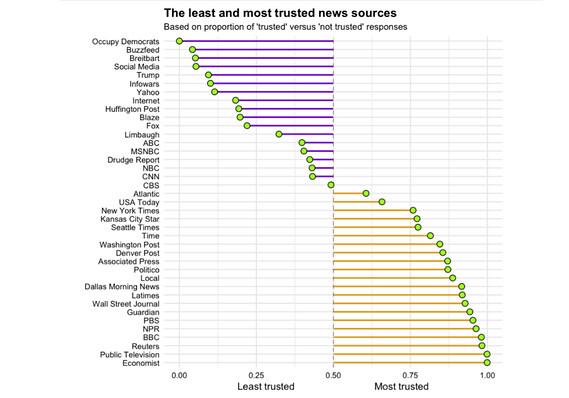 The least and most trusted news sources
Based on proportion of 'trusted' versus 'not trusted' responses
Occupy Democrats
Buzzfeed
Breitbart
Social Media
Trump
Infowars
Yahoo
Internet
Huffington Post
Blaze
Fox
Limbaugh
ABC
MSNBC
Drudge Report
NBC
CNN
CBS
Atlantic
USA Today
New York Times
Kansas City Star
Seattle Times
Time
Washington Post
Denver Post
Associated Press
Politico
Local
Dallas Morning News
Latimes
Wall Street Journal
Guardian
PBS
NPR
BBC
Reuters
Public Television
Economist
0.00 0.25 0.50 0.75 1.00
Least trusted Most trusted